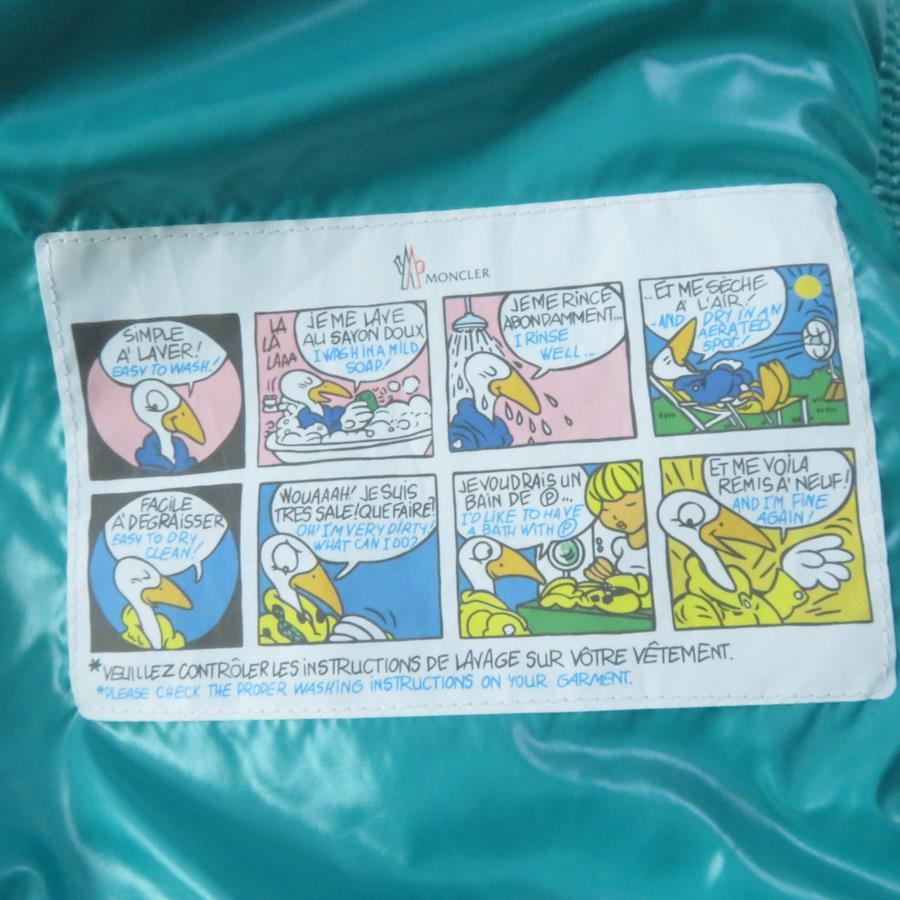 MONCLER
SIMPLE
A' LAVER!
EASY TO WASH!
LA
LA
LAAA
JE ME LAVE
AU SAVON DOUX
I WASH IN A MILD
SOAP!
JE ME RINCE
ABONDAMMENT...
I RINSE
WELL...
...ET ME SÈCHE
A' L'AIR!
-AND DRY IN AN
AERATED
SPOT!
FACILE
A' DEGRAISSER
EASY TO DRY
CLEAN!
WOUAAAH! JE SUIS
TRES SALE! QUE FAIRE?
OH! I'M VERY DIRTY!
WHAT CAN I DO?
JE VOUDRAIS UN
BAIN DE Ⓟ...
I'D LIKE TO HAVE
A BATH WITH Ⓟ
ET ME VOILA
REMIS A' NEUF!
AND I'M FINE
AGAIN!
*VEUILLEZ CONTRÔLER LES INSTRUCTIONS DE LAVAGE SUR VÔTRE VÊTEMENT.
*PLEASE CHECK THE PROPER WASHING INSTRUCTIONS ON YOUR GARMENT.